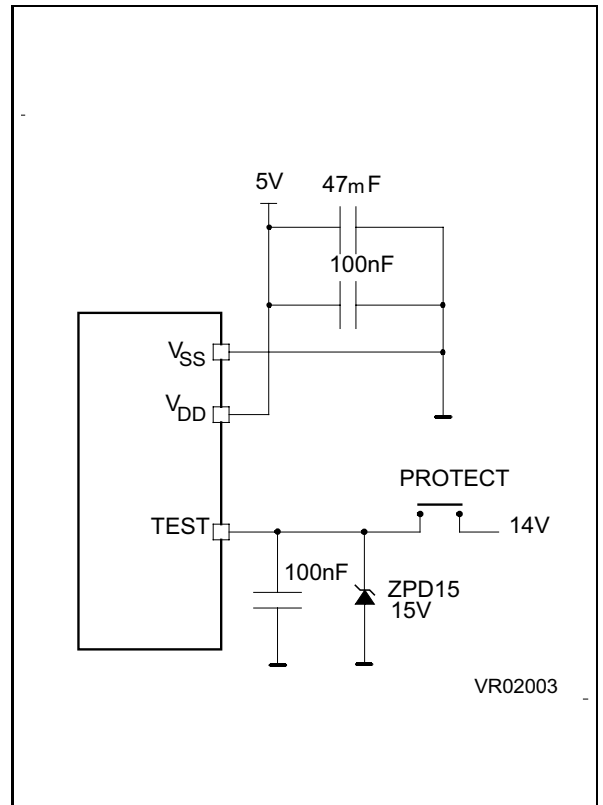 5V
47mF
100nF
VSS
VDD
PROTECT
TEST
14V
100nF
ZPD15
15V
VR02003